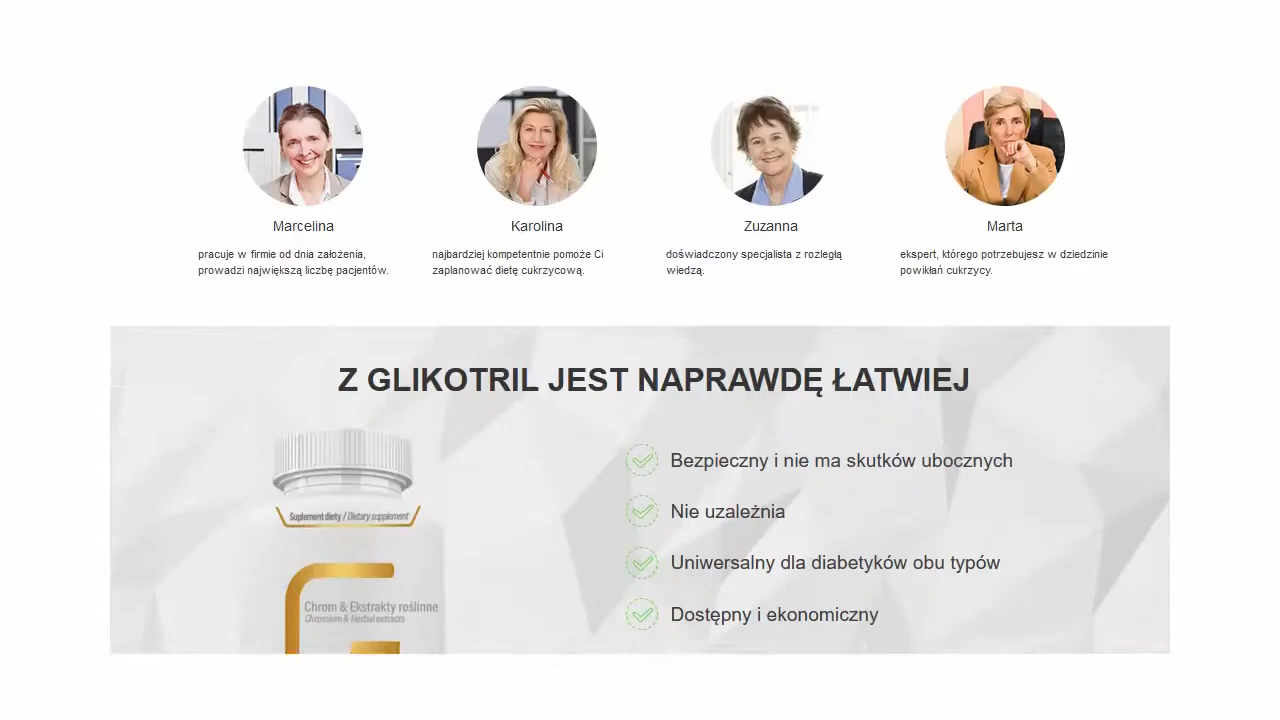 Marcelina
pracuje w firmie od dnia założenia,
prowadzi największą liczbę pacjentów.
Karolina
najbardziej kompetentnie pomoże Ci
zaplanować dietę cukrzycową.
Zuzanna
doświadczony specjalista z rozległą
wiedzą.
Marta
ekspert, którego potrzebujesz w dziedzinie
powikłań cukrzycy.
Z GLIKOTRIL JEST NAPRAWDĘ ŁATWIEJ
Suplement diety / Dietary supplement
Chrom & Ekstrakty roślinne
Chromium & Herbal extracts
Bezpieczny i nie ma skutków ubocznych
Nie uzależnia
Uniwersalny dla diabetyków obu typów
Dostępny i ekonomiczny